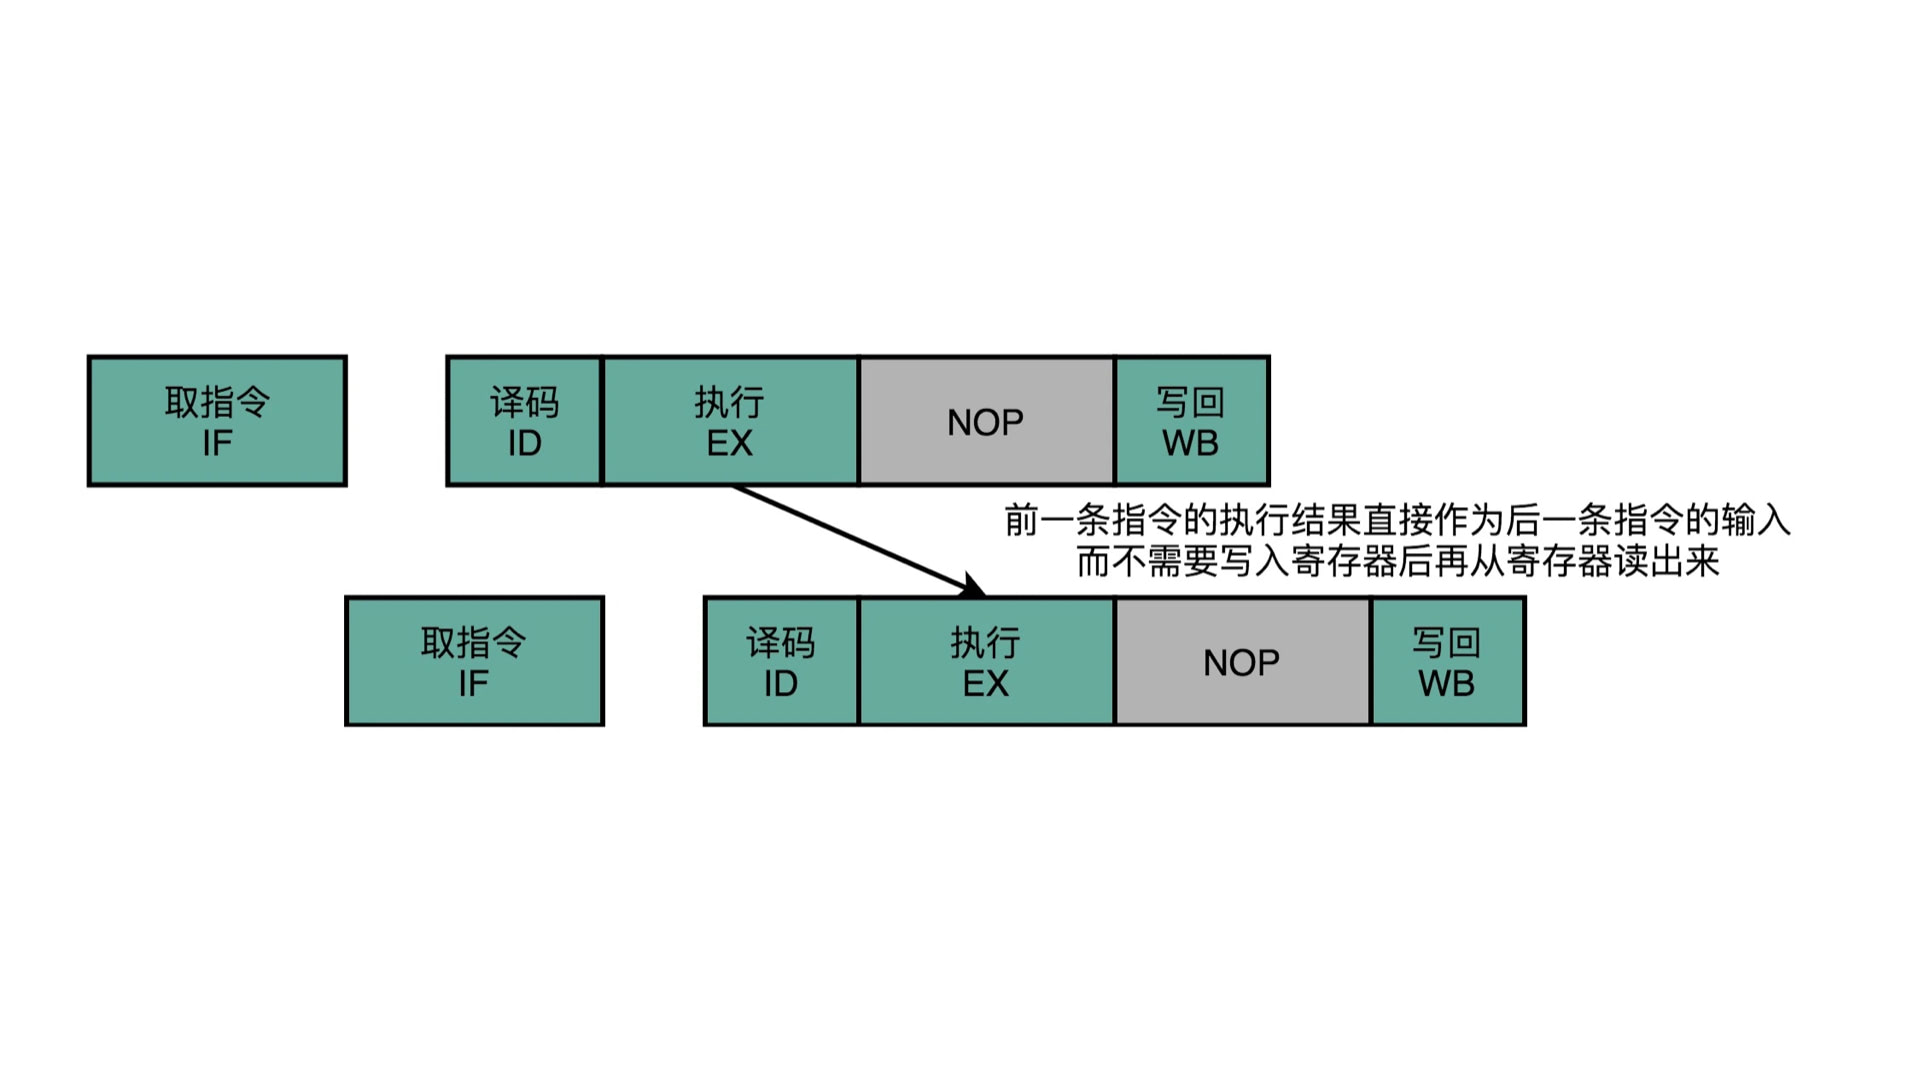 取指令
IF
译码
ID
执行
EX
NOP
写回
WB
前一条指令的执行结果直接作为后一条指令的输入
而不需要写入寄存器后再从寄存器读出来
取指令
IF
译码
ID
执行
EX
NOP
写回
WB